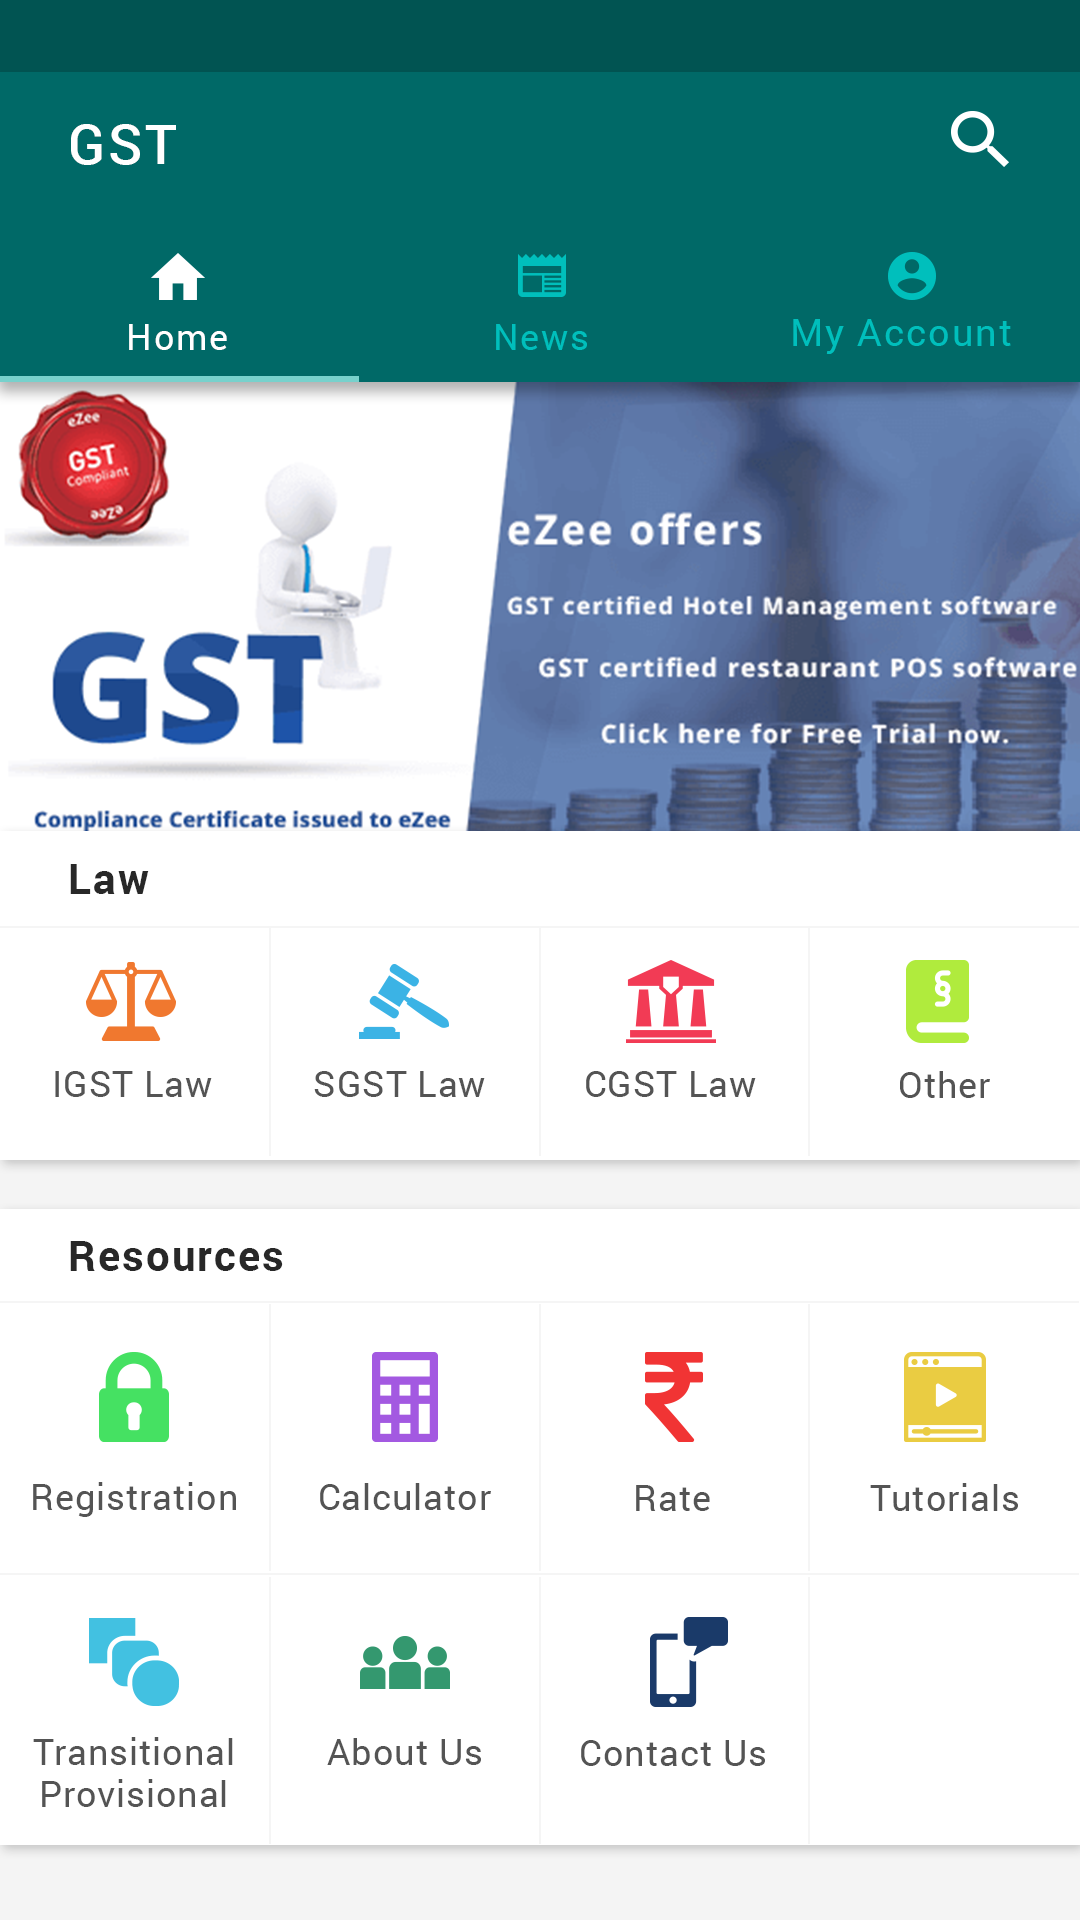 GST
Home
News
My Account
eZee
GST
Compliant
eZee
GST
Compliance Certificate issued to eZee
eZee offers
GST certified Hotel Management software
GST certified restaurant POS software
Click here for Free Trial now.
Law
IGST Law
SGST Law
CGST Law
§
Other
Resources
Registration
Calculator
₹
Rate
Tutorials
Transitional
Provisional
About Us
Contact Us